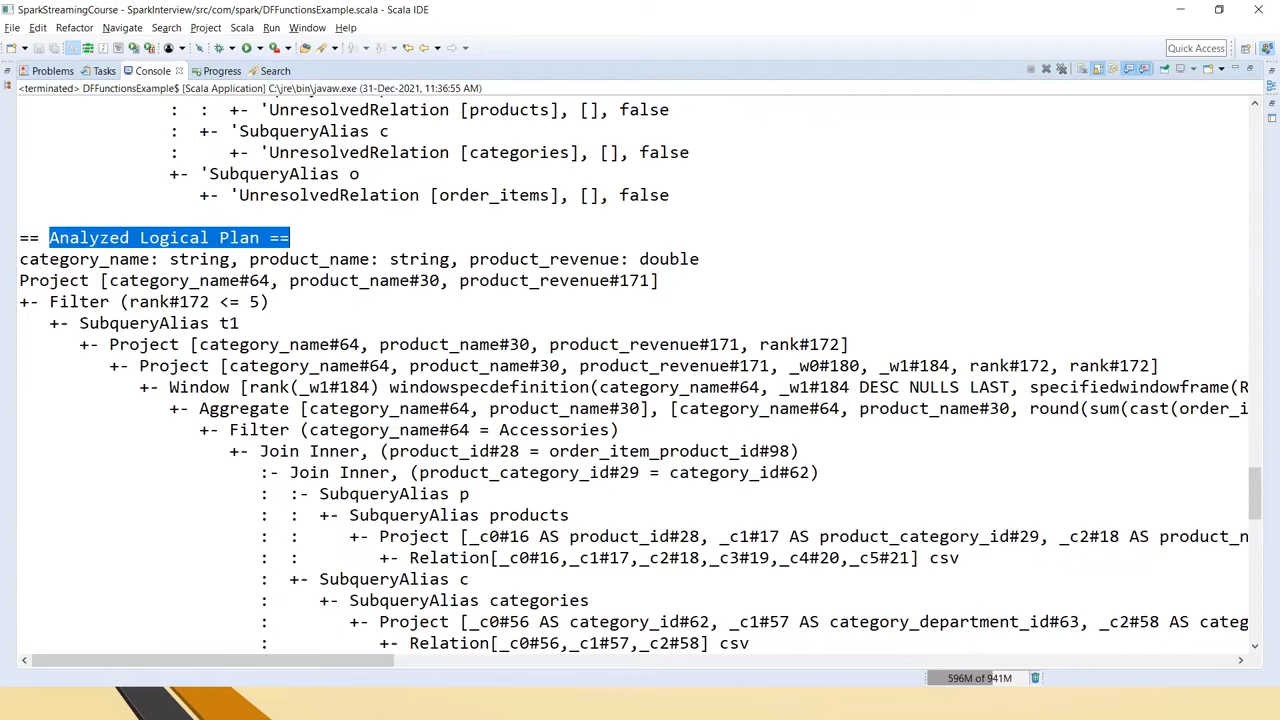 SparkStreamingCourse - SparkInterview/src/com/spark/DFFunctionsExample.scala - Scala IDE
File Edit Refactor Navigate Search Project Scala Run Window Help
Quick Access
Problems Tasks Console Progress Search
<terminated> DFFunctionsExample$ [Scala Application] C:\jre\bin\javaw.exe (31-Dec-2021, 11:36:55 AM)
: : +- 'UnresolvedRelation [products], [], false
: +- 'SubqueryAlias c
: +- 'UnresolvedRelation [categories], [], false
+- 'SubqueryAlias o
+- 'UnresolvedRelation [order_items], [], false
== Analyzed Logical Plan ==
category_name: string, product_name: string, product_revenue: double
Project [category_name#64, product_name#30, product_revenue#171]
+- Filter (rank#172 <= 5)
+- SubqueryAlias t1
+- Project [category_name#64, product_name#30, product_revenue#171, rank#172]
+- Project [category_name#64, product_name#30, product_revenue#171, _w0#180, _w1#184, rank#172, rank#172]
+- Window [rank(_w1#184) windowspecdefinition(category_name#64, _w1#184 DESC NULLS LAST, specifiedwindowframe(R
+- Aggregate [category_name#64, product_name#30], [category_name#64, product_name#30, round(sum(cast(order_i
+- Filter (category_name#64 = Accessories)
+- Join Inner, (product_id#28 = order_item_product_id#98)
:- Join Inner, (product_category_id#29 = category_id#62)
: :- SubqueryAlias p
: : +- SubqueryAlias products
: : +- Project [_c0#16 AS product_id#28, _c1#17 AS product_category_id#29, _c2#18 AS product_n
: : +- Relation[_c0#16,_c1#17,_c2#18,_c3#19,_c4#20,_c5#21] csv
: +- SubqueryAlias c
: +- SubqueryAlias categories
: +- Project [_c0#56 AS category_id#62, _c1#57 AS category_department_id#63, _c2#58 AS categ
: +- Relation[_c0#56,_c1#57,_c2#58] csv
596M of 941M